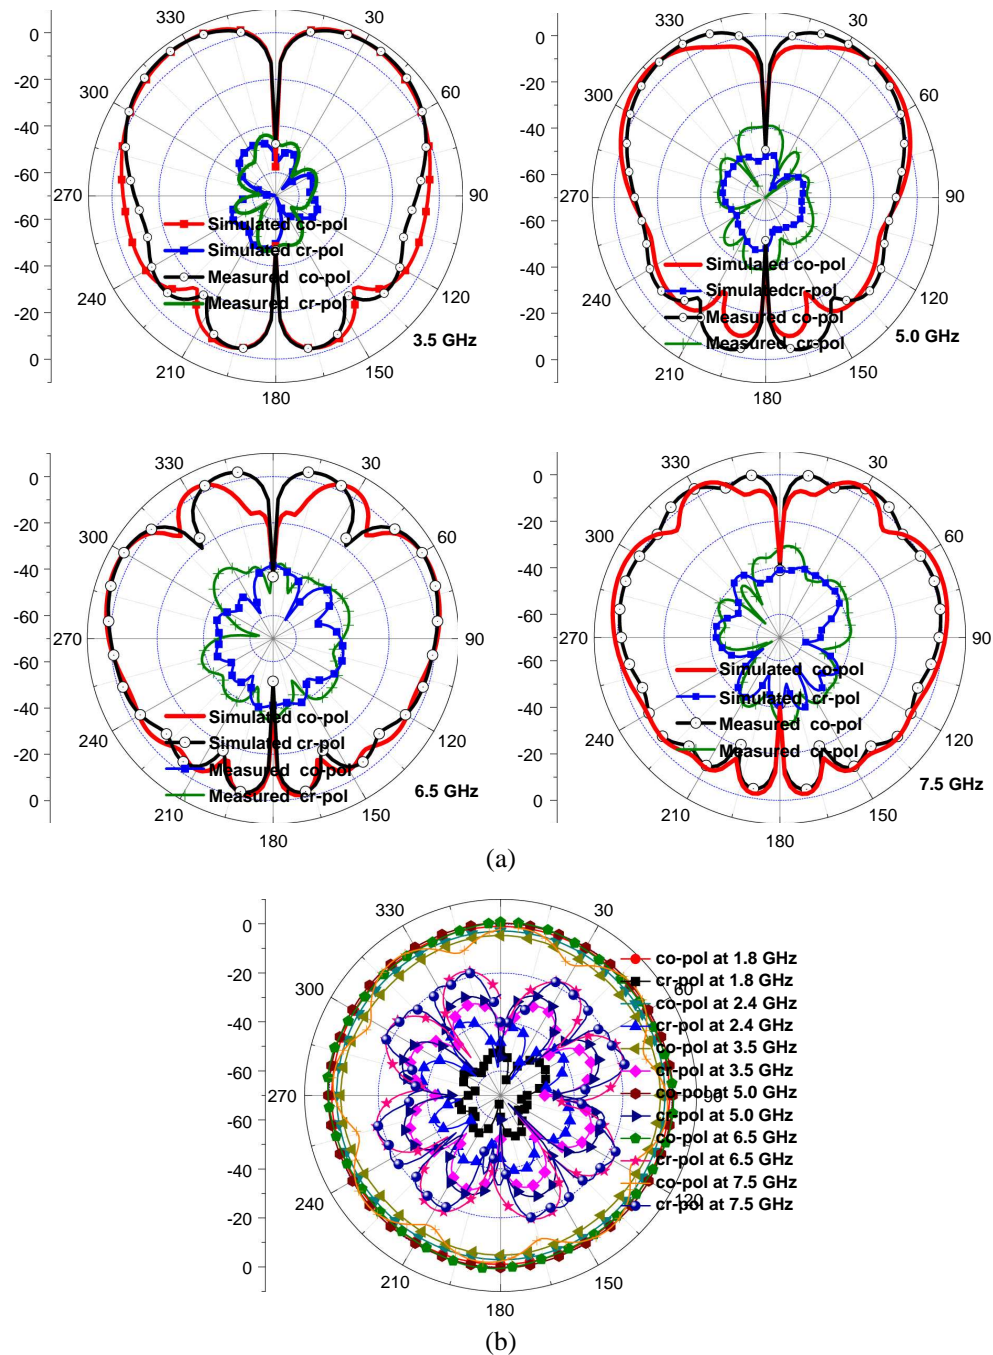 330 30
0
-20
300 60
-40
-60
270 90
-60
Simulated co-pol
Simulated cr-pol
-40
Measured co-pol
240 120
Measured cr-pol
-20
3.5 GHz
0
210 150
180
330 30
0
-20
300 60
-40
-60
270 90
-60
Simulated co-pol
-40
Simulatedcr-pol
240 120
Measured co-pol
-20
5.0 GHz
Measured cr-pol
0
210 150
180
330 30
0
-20
300 60
-40
-60
270 90
-60
-40
Simulated co-pol
240 120
Simulated cr-pol
-20
Measured co-pol
6.5 GHz
Measured cr-pol
0
210 150
180
330 30
0
-20
300 60
-40
-60
270 90
-60
Simulated co-pol
-40
Simulated cr-pol
Measured co-pol
240 120
Measured cr-pol
-20
7.5 GHz
0
210 150
180
(a)
330 30
0
co-pol at 1.8 GHz
-20
cr-pol at 1.8 GHz
300 60
co-pol at 2.4 GHz
-40
cr-pol at 2.4 GHz
co-pol at 3.5 GHz
-60
cr-pol at 3.5 GHz
270 90
co-pol at 5.0 GHz
-60
cr-pol at 5.0 GHz
co-pol at 6.5 GHz
-40
cr-pol at 6.5 GHz
co-pol at 7.5 GHz
240 120
cr-pol at 7.5 GHz
-20
0
210 150
180
(b)